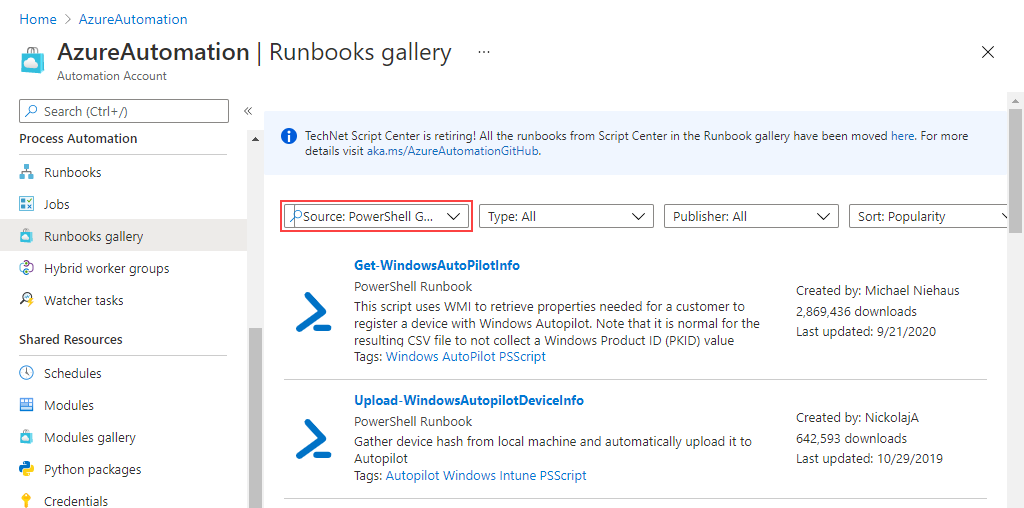 Home > AzureAutomation
AzureAutomation | Runbooks gallery ...
Automation Account
Search (Ctrl+/) «
Process Automation
Runbooks
Jobs
Runbooks gallery
Hybrid worker groups
Watcher tasks
Shared Resources
Schedules
Modules
Modules gallery
Python packages
Credentials
TechNet Script Center is retiring! All the runbooks from Script Center in the Runbook gallery have been moved here. For more
details visit aka.ms/AzureAutomationGitHub.
Source: PowerShell G... Type: All Publisher: All Sort: Popularity
Get-WindowsAutoPilotInfo
PowerShell Runbook
This script uses WMI to retrieve properties needed for a customer to
register a device with Windows Autopilot. Note that it is normal for the
resulting CSV file to not collect a Windows Product ID (PKID) value
Tags: Windows AutoPilot PSScript
Created by: Michael Niehaus
2,869,436 downloads
Last updated: 9/21/2020
Upload-WindowsAutopilotDeviceInfo
PowerShell Runbook
Gather device hash from local machine and automatically upload it to
Autopilot
Tags: Autopilot Windows Intune PSScript
Created by: NickolajA
642,593 downloads
Last updated: 10/29/2019